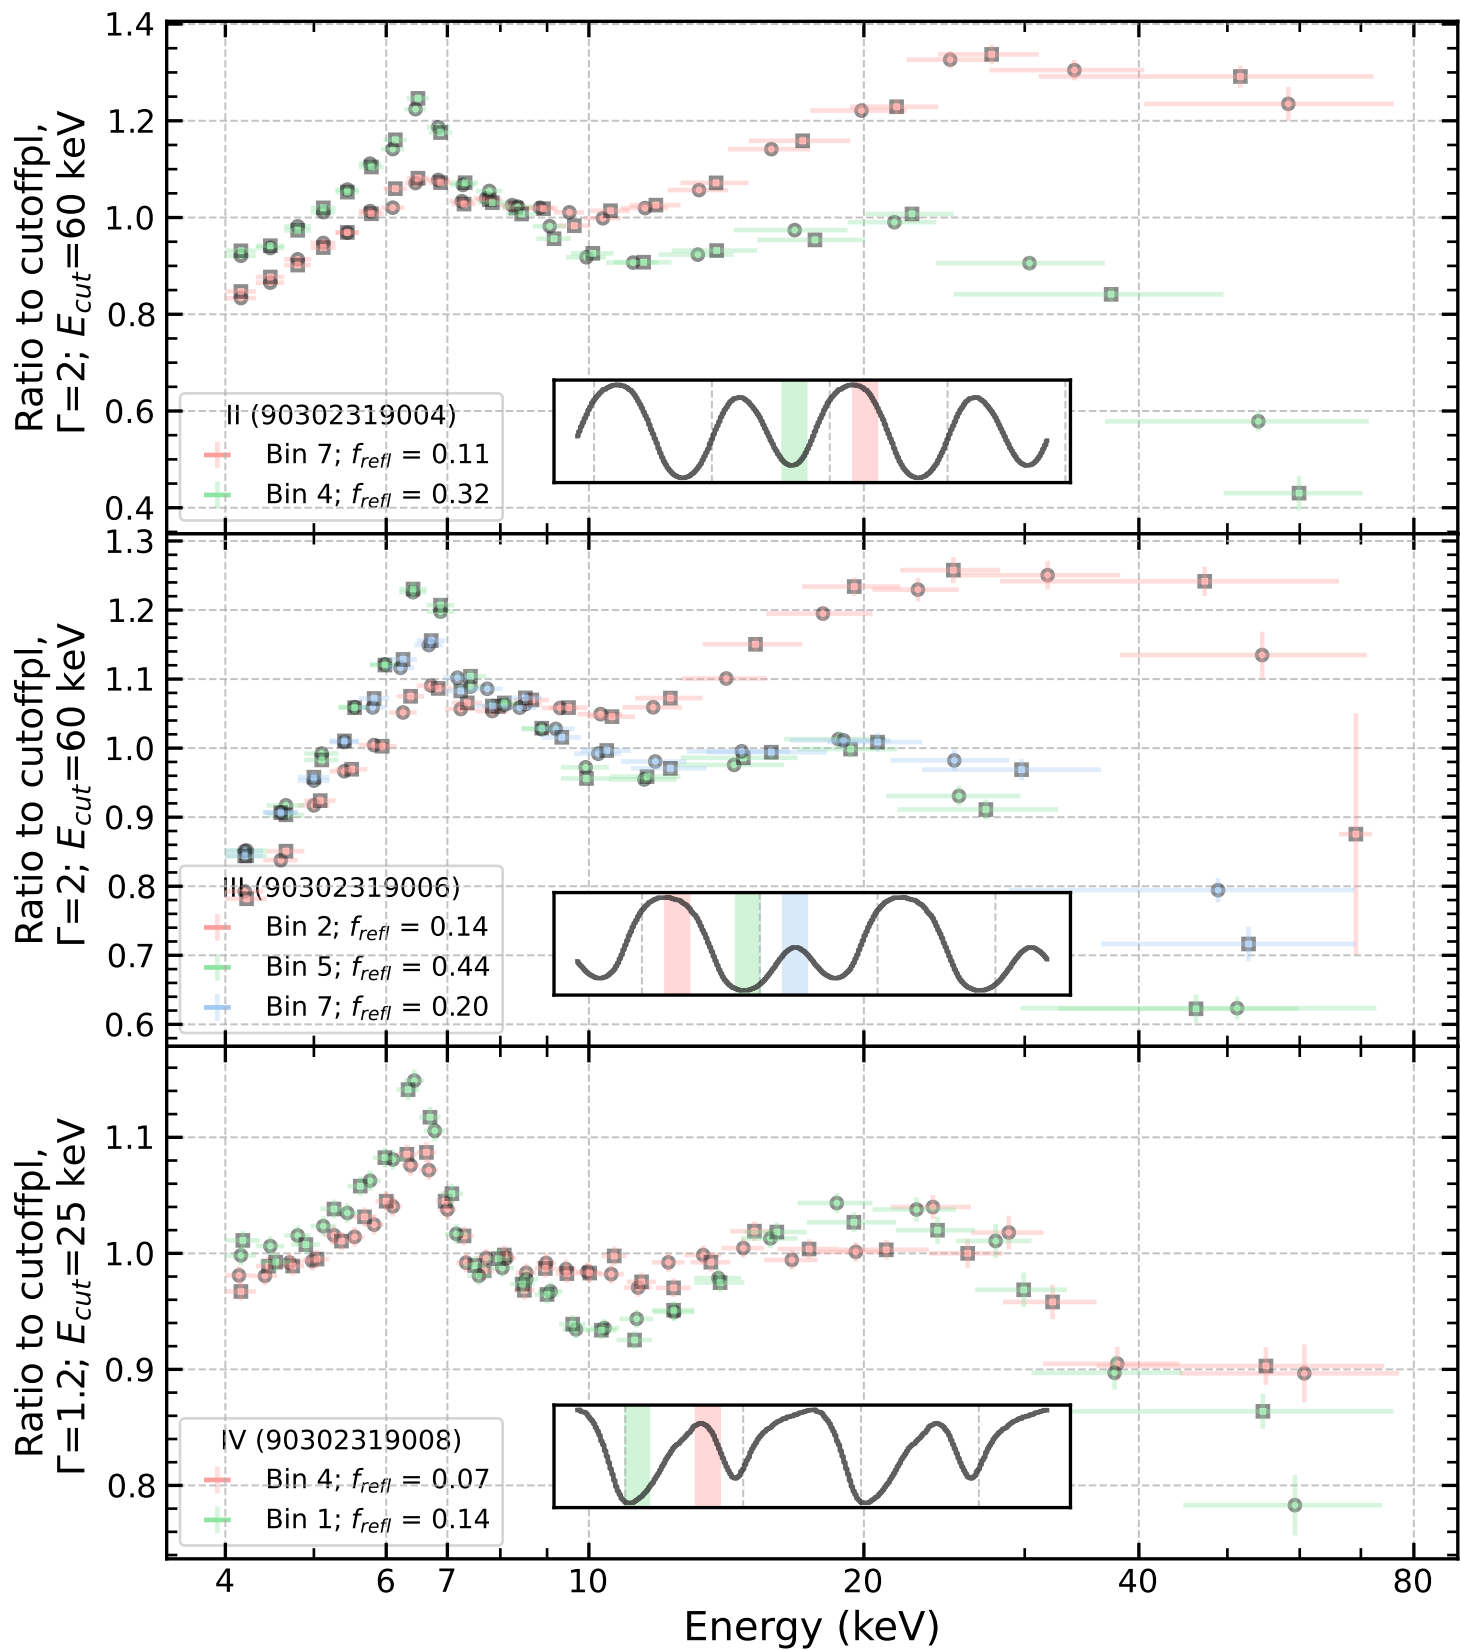 1.4
1.2
1.0
0.8
0.6
0.4
Ratio to cutoffpl,
Γ=2; E_cut=60 keV
II (90302319004)
Bin 7; f_refl = 0.11
Bin 4; f_refl = 0.32
1.3
1.2
1.1
1.0
0.9
0.8
0.7
0.6
Ratio to cutoffpl,
Γ=2; E_cut=60 keV
III (90302319006)
Bin 2; f_refl = 0.14
Bin 5; f_refl = 0.44
Bin 7; f_refl = 0.20
1.1
1.0
0.9
0.8
Ratio to cutoffpl,
Γ=1.2; E_cut=25 keV
IV (90302319008)
Bin 4; f_refl = 0.07
Bin 1; f_refl = 0.14
4 6 7 10 20 40 80
Energy (keV)